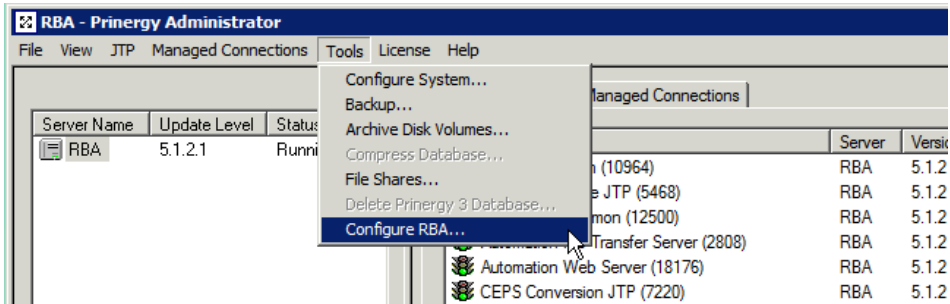 RBA - Prinergy Administrator
File View JTP Managed Connections Tools License Help
Configure System...
Backup...
Archive Disk Volumes...
Compress Database...
File Shares...
Delete Prinergy 3 Database...
Configure RBA...
Managed Connections
Server Name Update Level Status
RBA 5.1.2.1
Server
(10964) RBA 5.1.2
JTP (5468) RBA 5.1.2
(12500) RBA 5.1.2
Transfer Server (2808) RBA 5.1.2
Automation Web Server (18176) RBA 5.1.2
CEPS Conversion JTP (7220) RBA 5.1.2